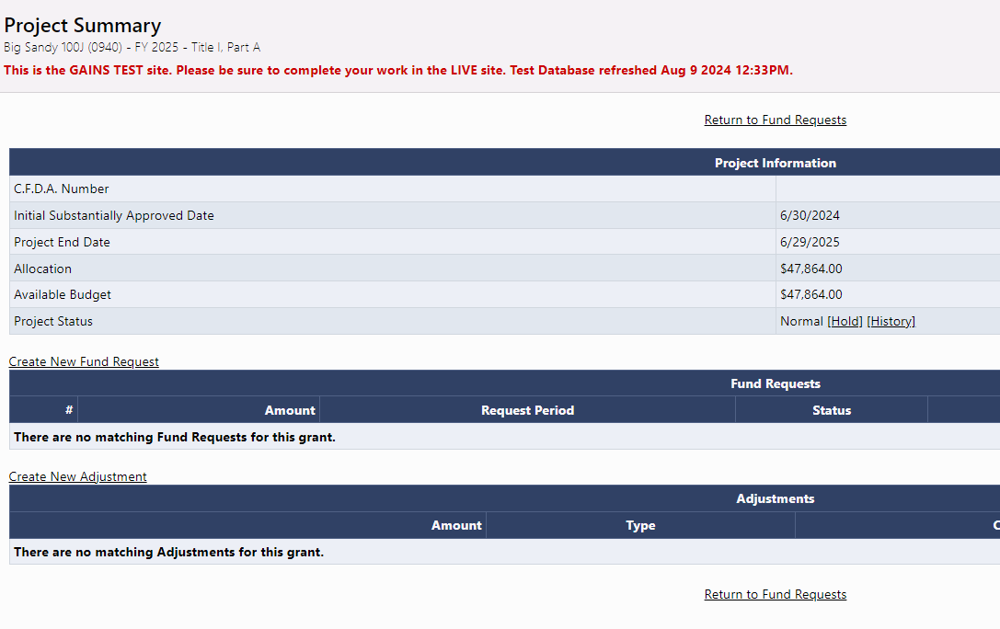 Project Summary
Big Sandy 100J (0940) - FY 2025 - Title I, Part A
This is the GAINS TEST site. Please be sure to complete your work in the LIVE site. Test Database refreshed Aug 9 2024 12:33PM.
Return to Fund Requests
Project Information
C.F.D.A. Number
Initial Substantially Approved Date 6/30/2024
Project End Date 6/29/2025
Allocation $47,864.00
Available Budget $47,864.00
Project Status Normal [Hold] [History]
Create New Fund Request
Fund Requests
# Amount Request Period Status
There are no matching Fund Requests for this grant.
Create New Adjustment
Adjustments
Amount Type
There are no matching Adjustments for this grant.
Return to Fund Requests